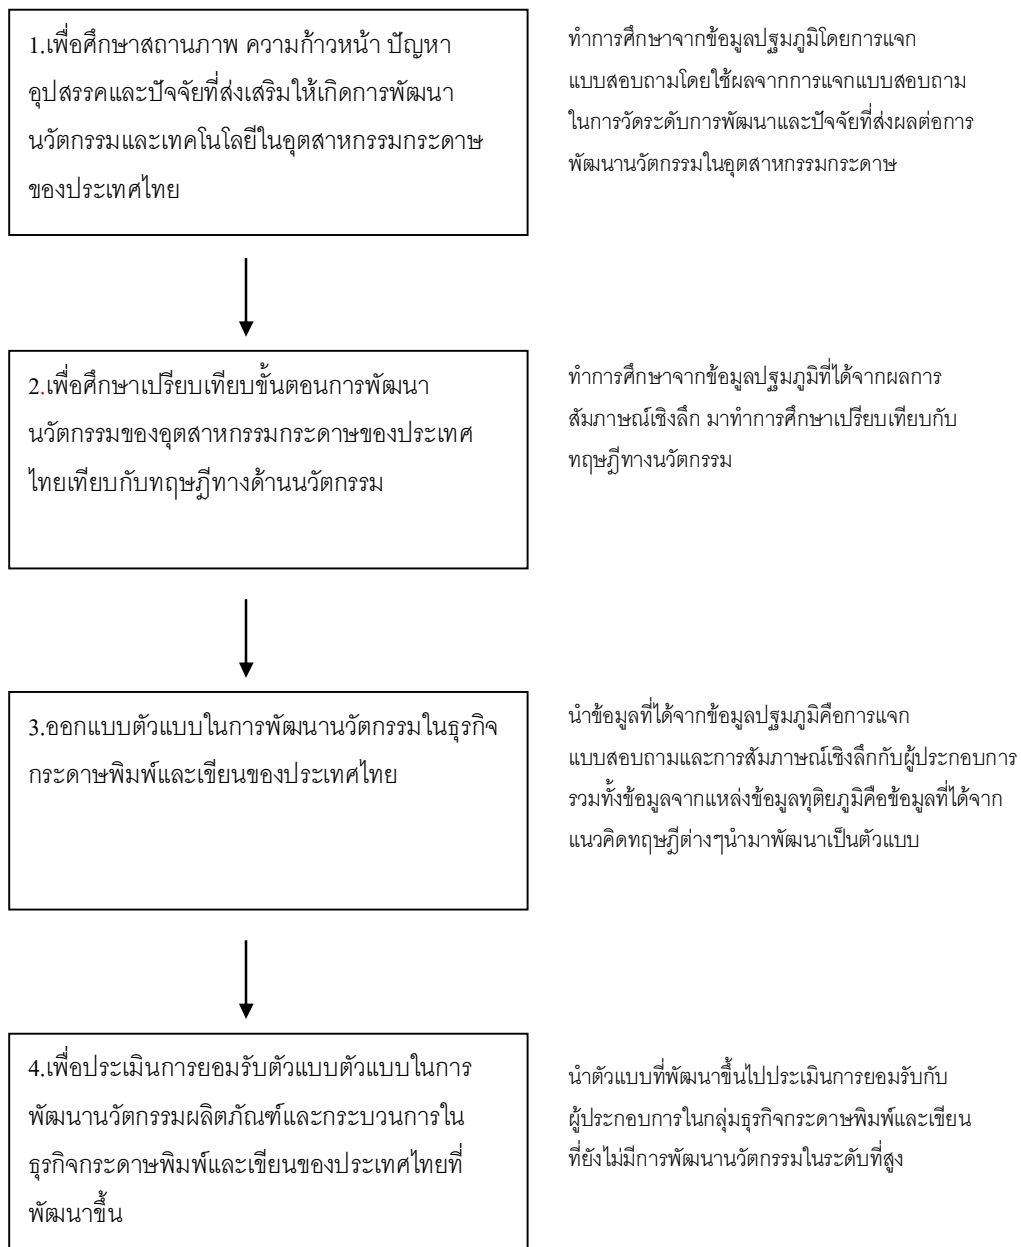 1.เพื่อศึกษาสถานภาพ ความก้าวหน้า ปัญหา
อุปสรรคและปัจจัยที่ส่งเสริมให้เกิดการพัฒนา
นวัตกรรมและเทคโนโลยีในอุตสาหกรรมกระดาษ
ของประเทศไทย
ทำการศึกษาจากข้อมูลปฐมภูมิโดยการแจก
แบบสอบถามโดยใช้ผลจากการแจกแบบสอบถาม
ในการวัดระดับการพัฒนาและปัจจัยที่ส่งผลต่อการ
พัฒนานวัตกรรมในอุตสาหกรรมกระดาษ
2.เพื่อศึกษาเปรียบเทียบขั้นตอนการพัฒนา
นวัตกรรมของอุตสาหกรรมกระดาษของประเทศ
ไทยเทียบกับทฤษฎีทางด้านนวัตกรรม
ทำการศึกษาจากข้อมูลปฐมภูมิที่ได้จากผลการ
สัมภาษณ์เชิงลึก มาทำการศึกษาเปรียบเทียบกับ
ทฤษฎีทางนวัตกรรม
3.ออกแบบตัวแบบในการพัฒนานวัตกรรมในธุรกิจ
กระดาษพิมพ์และเขียนของประเทศไทย
นำข้อมูลที่ได้จากข้อมูลปฐมภูมิคือการแจก
แบบสอบถามและการสัมภาษณ์เชิงลึกกับผู้ประกอบการ
รวมทั้งข้อมูลจากแหล่งข้อมูลทุติยภูมิคือข้อมูลที่ได้จาก
แนวคิดทฤษฎีต่างๆนำมาพัฒนาเป็นตัวแบบ
4.เพื่อประเมินการยอมรับตัวแบบตัวแบบในการ
พัฒนานวัตกรรมผลิตภัณฑ์และกระบวนการใน
ธุรกิจกระดาษพิมพ์และเขียนของประเทศไทยที่
พัฒนาขึ้น
นำตัวแบบที่พัฒนาขึ้นไปประเมินการยอมรับกับ
ผู้ประกอบการในกลุ่มธุรกิจกระดาษพิมพ์และเขียน
ที่ยังไม่มีการพัฒนานวัตกรรมในระดับที่สูง